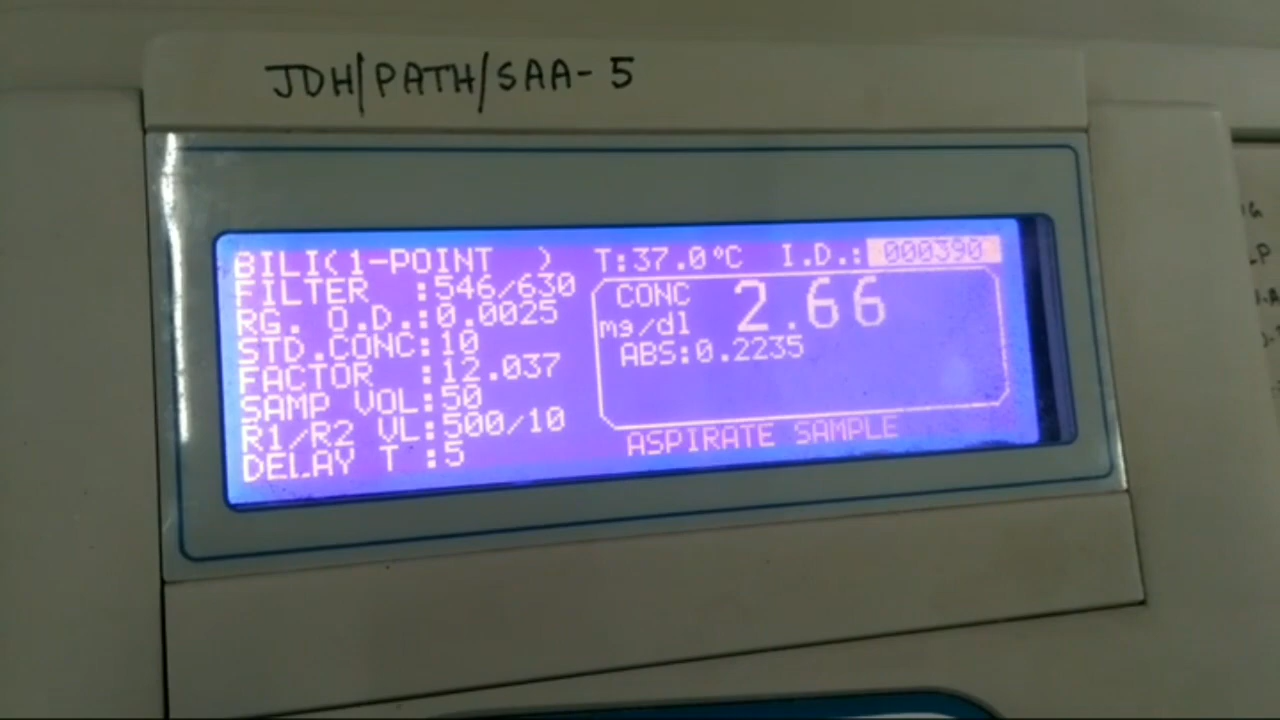 JDH/PATH/SAA-5
BILI(1-POINT ) T:37.0°C I.D.: 000390
FILTER :546/630
RG. O.D.:0.0025
STD.CONC:10
FACTOR :12.037
SAMP VOL:50
R1/R2 VL:500/10
DELAY T :5
CONC 2.66
mg/dl
ABS:0.2235
ASPIRATE SAMPLE